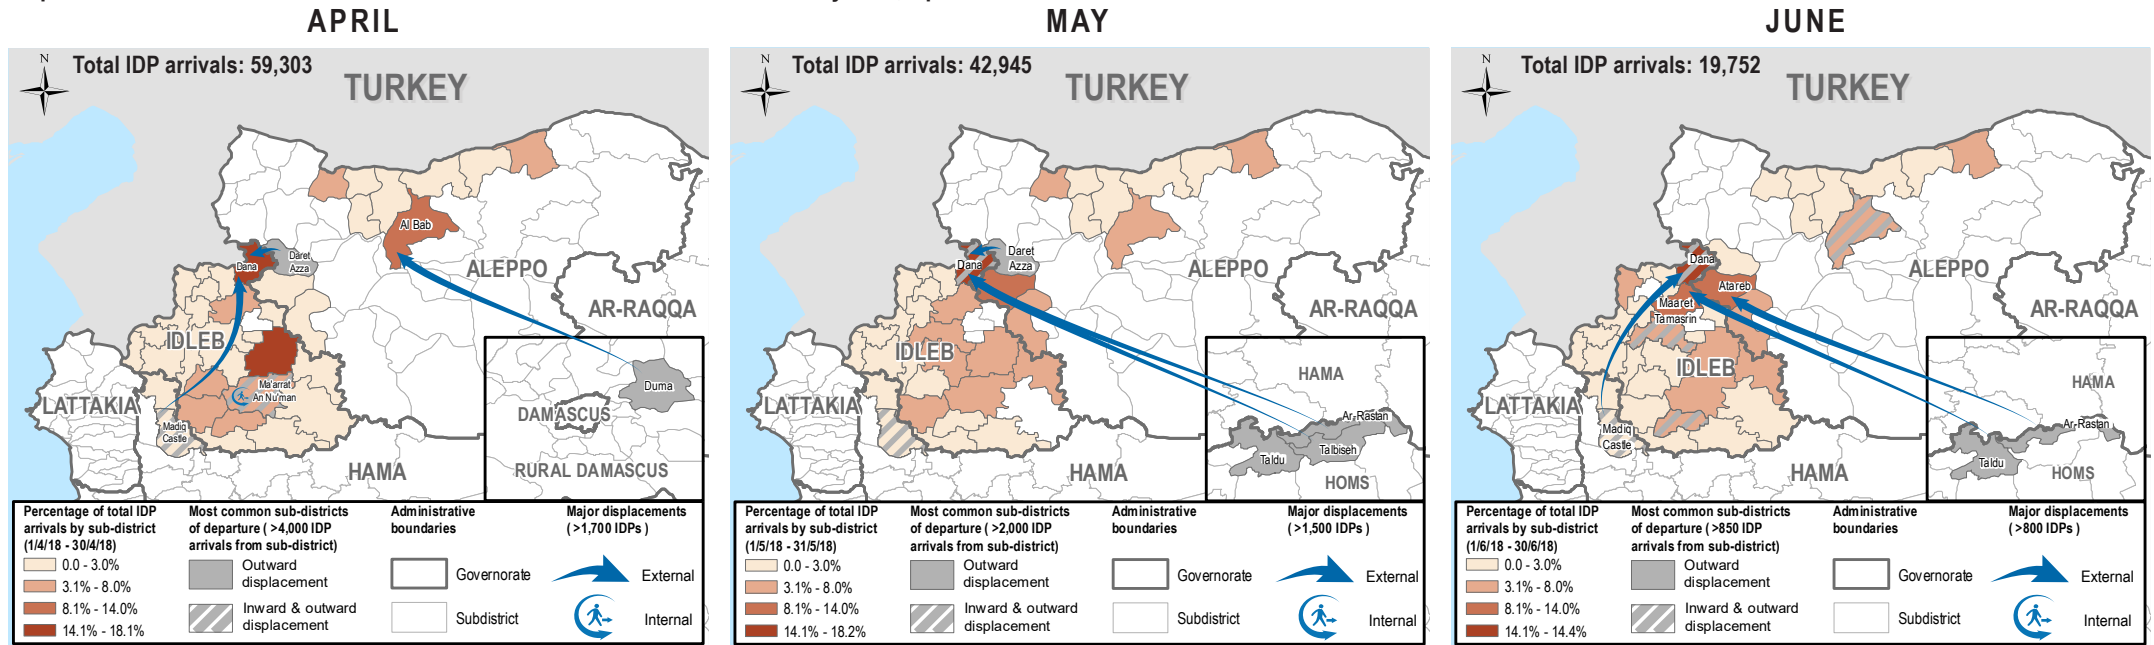 APRIL
N
Total IDP arrivals: 59,303
TURKEY
Al Bab
Dana
Daret
Azza
ALEPPO
AR-RAQQA
IDLEB
Ma'arrat
An Nu'man
LATTAKIA
Madiq
Castle
HAMA
Duma
DAMASCUS
RURAL DAMASCUS
Percentage of total IDP
arrivals by sub-district
(1/4/18 - 30/4/18)
0.0 - 3.0%
3.1% - 8.0%
8.1% - 14.0%
14.1% - 18.1%
Most common sub-districts
of departure ( >4,000 IDP
arrivals from sub-district)
Outward
displacement
Inward & outward
displacement
Administrative
boundaries
Governorate
Subdistrict
Major displacements
( >1,700 IDPs )
External
Internal
MAY
N
Total IDP arrivals: 42,945
TURKEY
Daret
Azza
Dana
ALEPPO
AR-RAQQA
IDLEB
LATTAKIA
HAMA
HAMA
Ar-Rastan
Taldu
Talbiseh
HOMS
Percentage of total IDP
arrivals by sub-district
(1/5/18 - 31/5/18)
0.0 - 3.0%
3.1% - 8.0%
8.1% - 14.0%
14.1% - 18.2%
Most common sub-districts
of departure ( >2,000 IDP
arrivals from sub-district)
Outward
displacement
Inward & outward
displacement
Administrative
boundaries
Governorate
Subdistrict
Major displacements
( >1,500 IDPs )
External
Internal
JUNE
N
Total IDP arrivals: 19,752
TURKEY
Dana
ALEPPO
Atareb
AR-RAQQA
Maaret
Tamasrin
IDLEB
LATTAKIA
Madiq
Castle
HAMA
HAMA
Ar-Rastan
Taldu
HOMS
Percentage of total IDP
arrivals by sub-district
(1/6/18 - 30/6/18)
0.0 - 3.0%
3.1% - 8.0%
8.1% - 14.0%
14.1% - 14.4%
Most common sub-districts
of departure ( >850 IDP
arrivals from sub-district)
Outward
displacement
Inward & outward
displacement
Administrative
boundaries
Governorate
Subdistrict
Major displacements
( >800 IDPs )
External
Internal